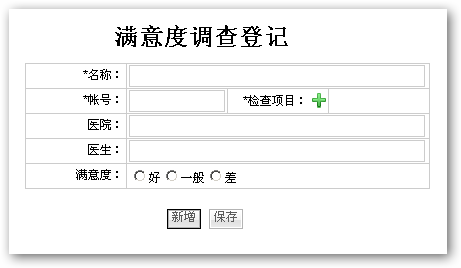 满意度调查登记
*名称：
*帐号： *检查项目：
医院：
医生：
满意度： 好 一般 差
新增 保存